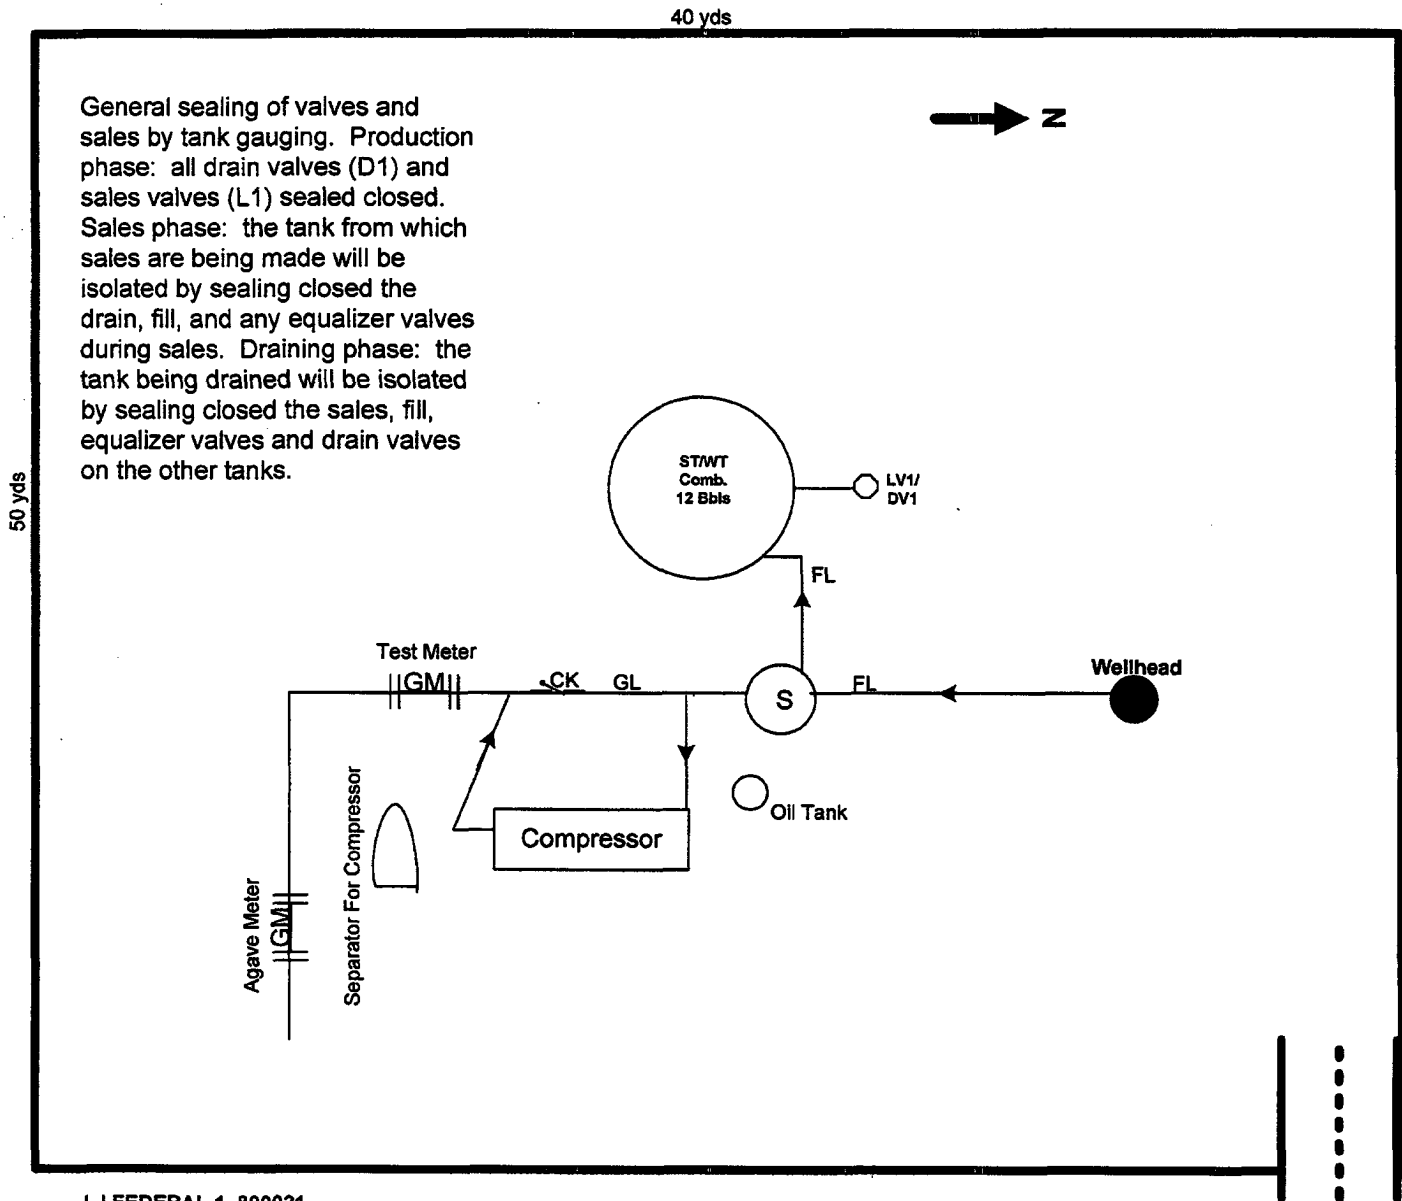 40 yds
General sealing of valves and
sales by tank gauging. Production
phase: all drain valves (D1) and
sales valves (L1) sealed closed.
Sales phase: the tank from which
sales are being made will be
isolated by sealing closed the
drain, fill, and any equalizer valves
during sales. Draining phase: the
tank being drained will be isolated
by sealing closed the sales, fill,
equalizer valves and drain valves
on the other tanks.
N
50 yds
ST/WT
Comb.
12 Bbls
LV1/
DV1
FL
Test Meter
GM
CK
GL
S
FL
Wellhead
Oil Tank
Compressor
Separator For Compressor
Agave Meter
GM
FEDERAL 1